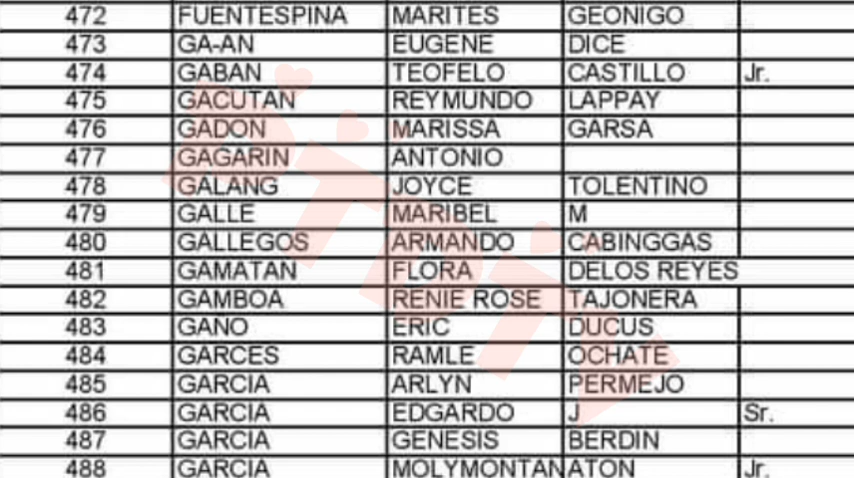 472 FUENTESPINA MARITES GEONIGO
473 GA-AN EUGENE DICE
474 GABAN TEOFELO CASTILLO Jr.
475 GACUTAN REYMUNDO LAPPAY
476 GADON MARISSA GARSA
477 GAGARIN ANTONIO
478 GALANG JOYCE TOLENTINO
479 GALLE MARIBEL M
480 GALLEGOS ARMANDO CABINGGAS
481 GAMATAN FLORA DELOS REYES
482 GAMBOA RENIE ROSE TAJONERA
483 GANO ERIC DUCUS
484 GARCES RAMLE OCHATE
485 GARCIA ARLYN PERMEJO
486 GARCIA EDGARDO J Sr.
487 GARCIA GENESIS BERDIN
488 GARCIA MOLYMONTANATON Jr.